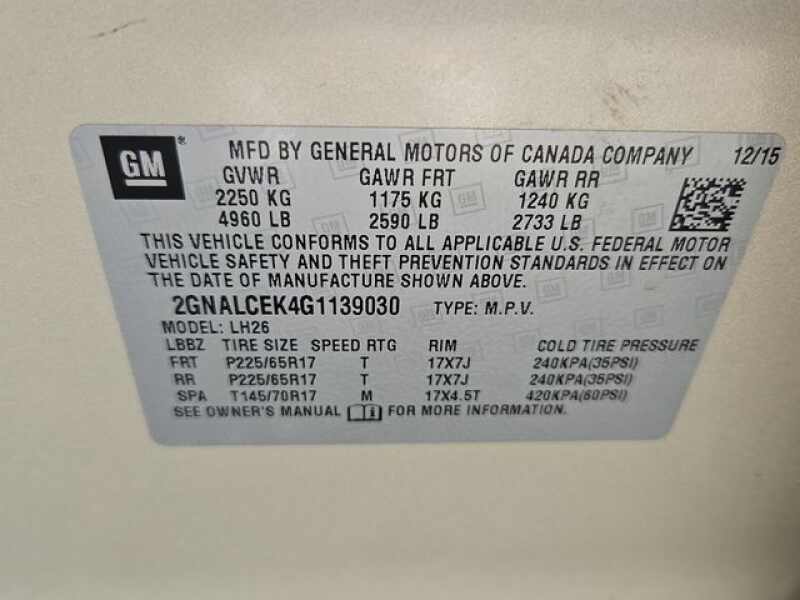 GM ® MFD BY GENERAL MOTORS OF CANADA COMPANY 12/15
GVWR GAWR FRT GAWR RR
2250 KG 1175 KG 1240 KG
4960 LB 2590 LB 2733 LB
THIS VEHICLE CONFORMS TO ALL APPLICABLE U.S. FEDERAL MOTOR
VEHICLE SAFETY AND THEFT PREVENTION STANDARDS IN EFFECT ON
THE DATE OF MANUFACTURE SHOWN ABOVE.
2GNALCEK4G1139030 TYPE: M.P.V.
MODEL: LH26
LBBZ TIRE SIZE SPEED RTG RIM COLD TIRE PRESSURE
FRT P225/65R17 T 17X7J 240KPA(35PSI)
RR P225/65R17 T 17X7J 240KPA(35PSI)
SPA T145/70R17 M 17X4.5T 420KPA(60PSI)
SEE OWNER'S MANUAL FOR MORE INFORMATION.